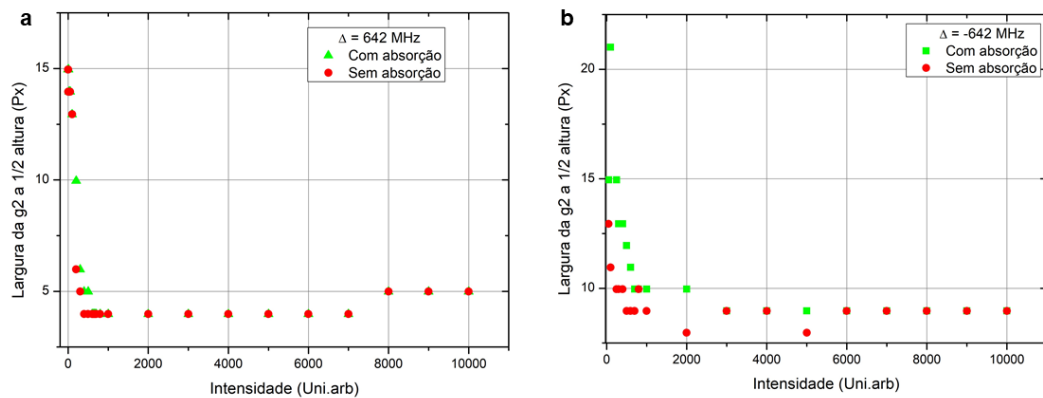 a
Δ = 642 MHz
Com absorção
Sem absorção
Largura da g2 a 1/2 altura (Px)
15
10
5
0
2000
4000
6000
8000
10000
Intensidade (Uni.arb)
b
Δ = -642 MHz
Com absorção
Sem absorção
Largura da g2 a 1/2 altura (Px)
20
15
10
0
2000
4000
6000
8000
10000
Intensidade (Uni.arb)